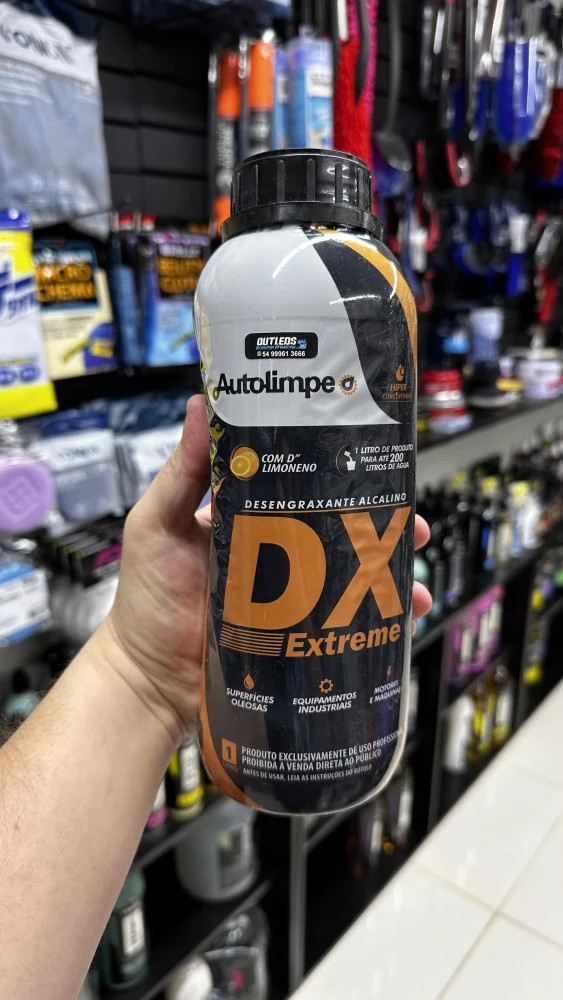 OUTLEDS
54 99961 3666
Autolimpe
HIPER
CONCENTRADO
COM D"
LIMONENO
1 LITRO DE PRODUTO
PARA ATÉ 200
LITROS DE ÁGUA
DESENGRAXANTE ALCALINO
DX
Extreme
SUPERFÍCIES
OLEOSAS
EQUIPAMENTOS
INDUSTRIAIS
MOTORES
E MÁQUINAS
1
LITRO
PRODUTO EXCLUSIVAMENTE DE USO PROFISSIONAL
PROIBIDA A VENDA DIRETA AO PÚBLICO
ANTES DE USAR, LEIA AS INSTRUÇÕES DO RÓTULO